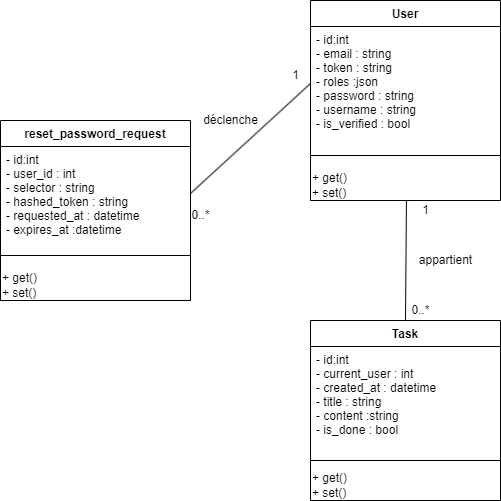 User
- id:int
- email : string
- token : string
- roles :json
- password : string
- username : string
- is_verified : bool
+ get()
+ set()
1
déclenche
reset_password_request
- id:int
- user_id : int
- selector : string
- hashed_token : string
- requested_at : datetime
- expires_at :datetime
+ get()
+ set()
0..*
1
appartient
0..*
Task
- id:int
- current_user : int
- created_at : datetime
- title : string
- content :string
- is_done : bool
+ get()
+ set()